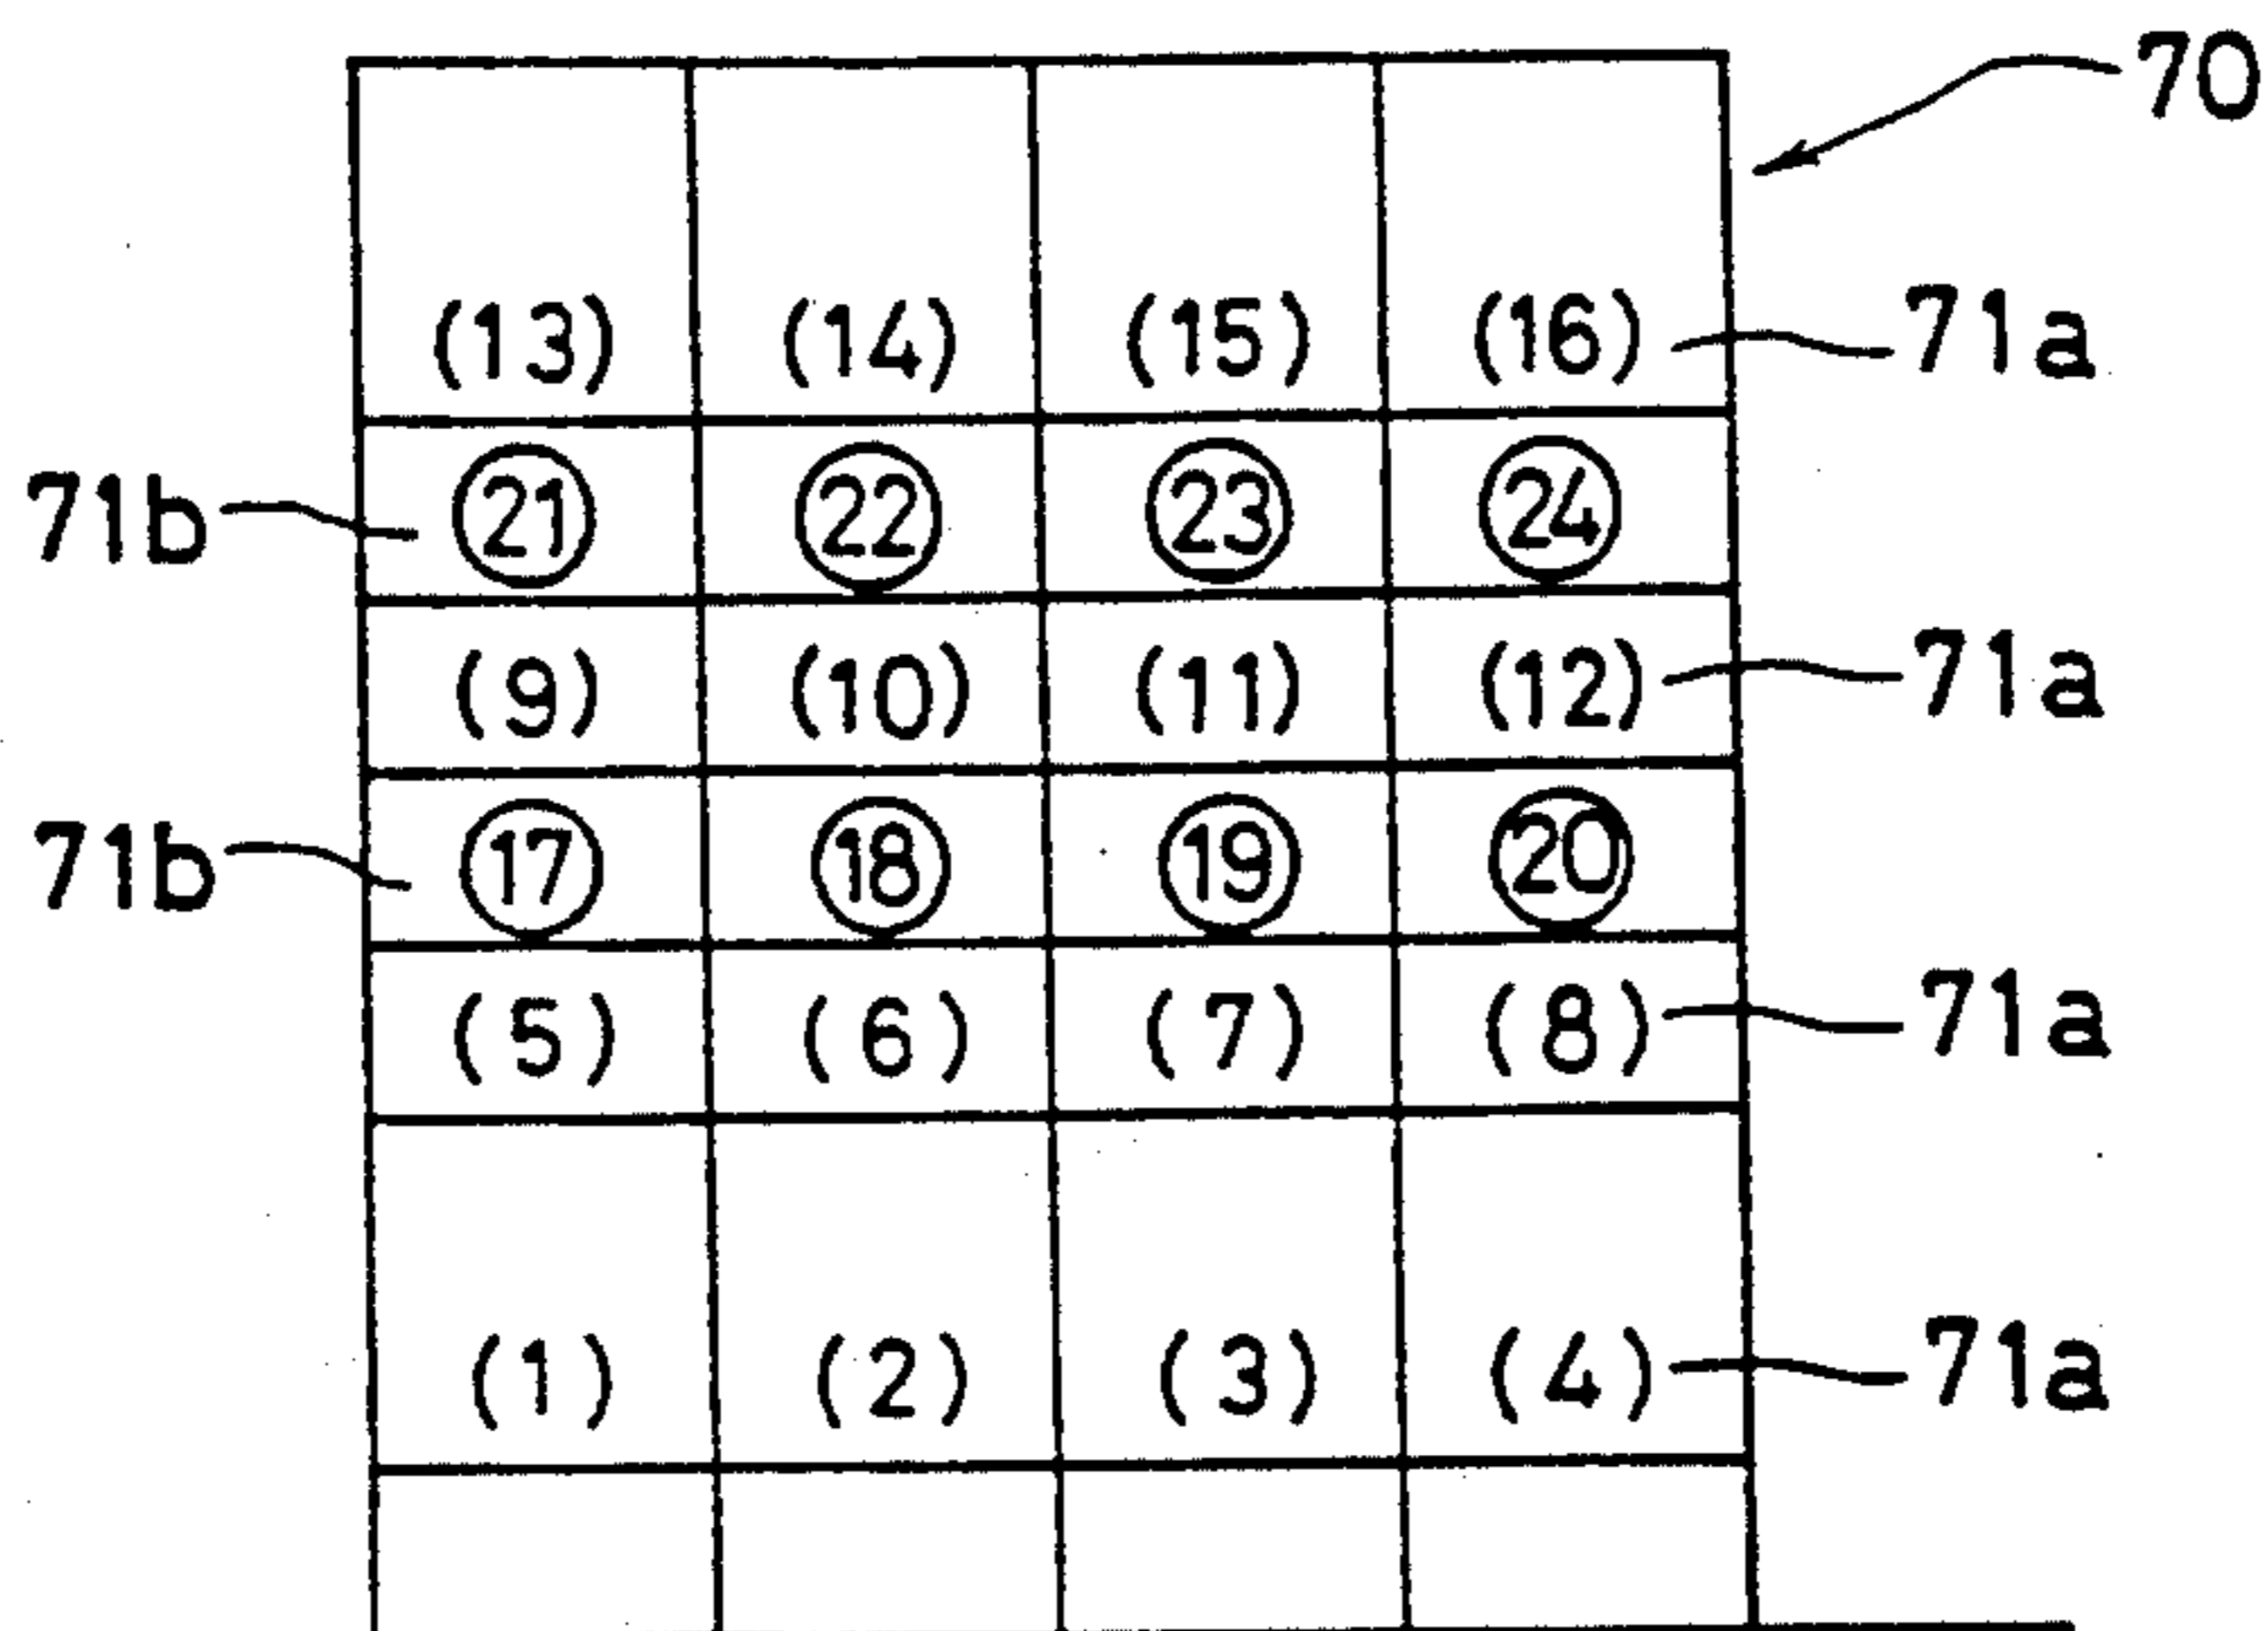 70
(13) (14) (15) (16) 71a
71b ㉑ ㉒ ㉓ ㉔
(9) (10) (11) (12) 71a
71b ⑰ ⑱ ⑲ ⑳
(5) (6) (7) (8) 71a
(1) (2) (3) (4) 71a